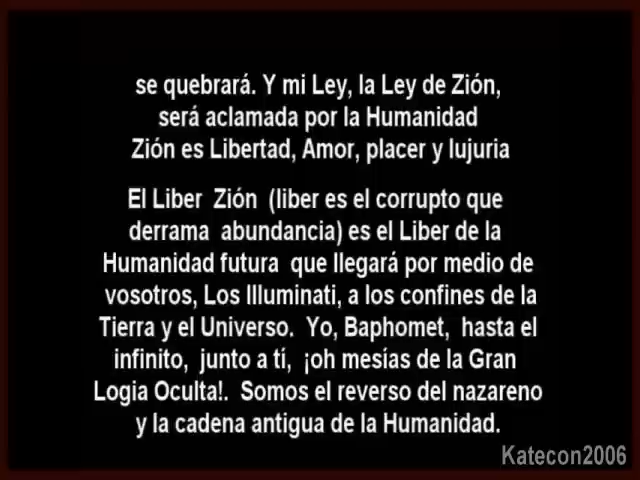 se quebrará. Y mi Ley, la Ley de Zión,
será aclamada por la Humanidad
Zión es Libertad, Amor, placer y lujuria
El Liber Zión (liber es el corrupto que
derrama abundancia) es el Liber de la
Humanidad futura que llegará por medio de
vosotros, Los Illuminati, a los confines de la
Tierra y el Universo. Yo, Baphomet, hasta el
infinito, junto a tí, ¡oh mesías de la Gran
Logia Oculta!. Somos el reverso del nazareno
y la cadena antigua de la Humanidad.
Katecon2006